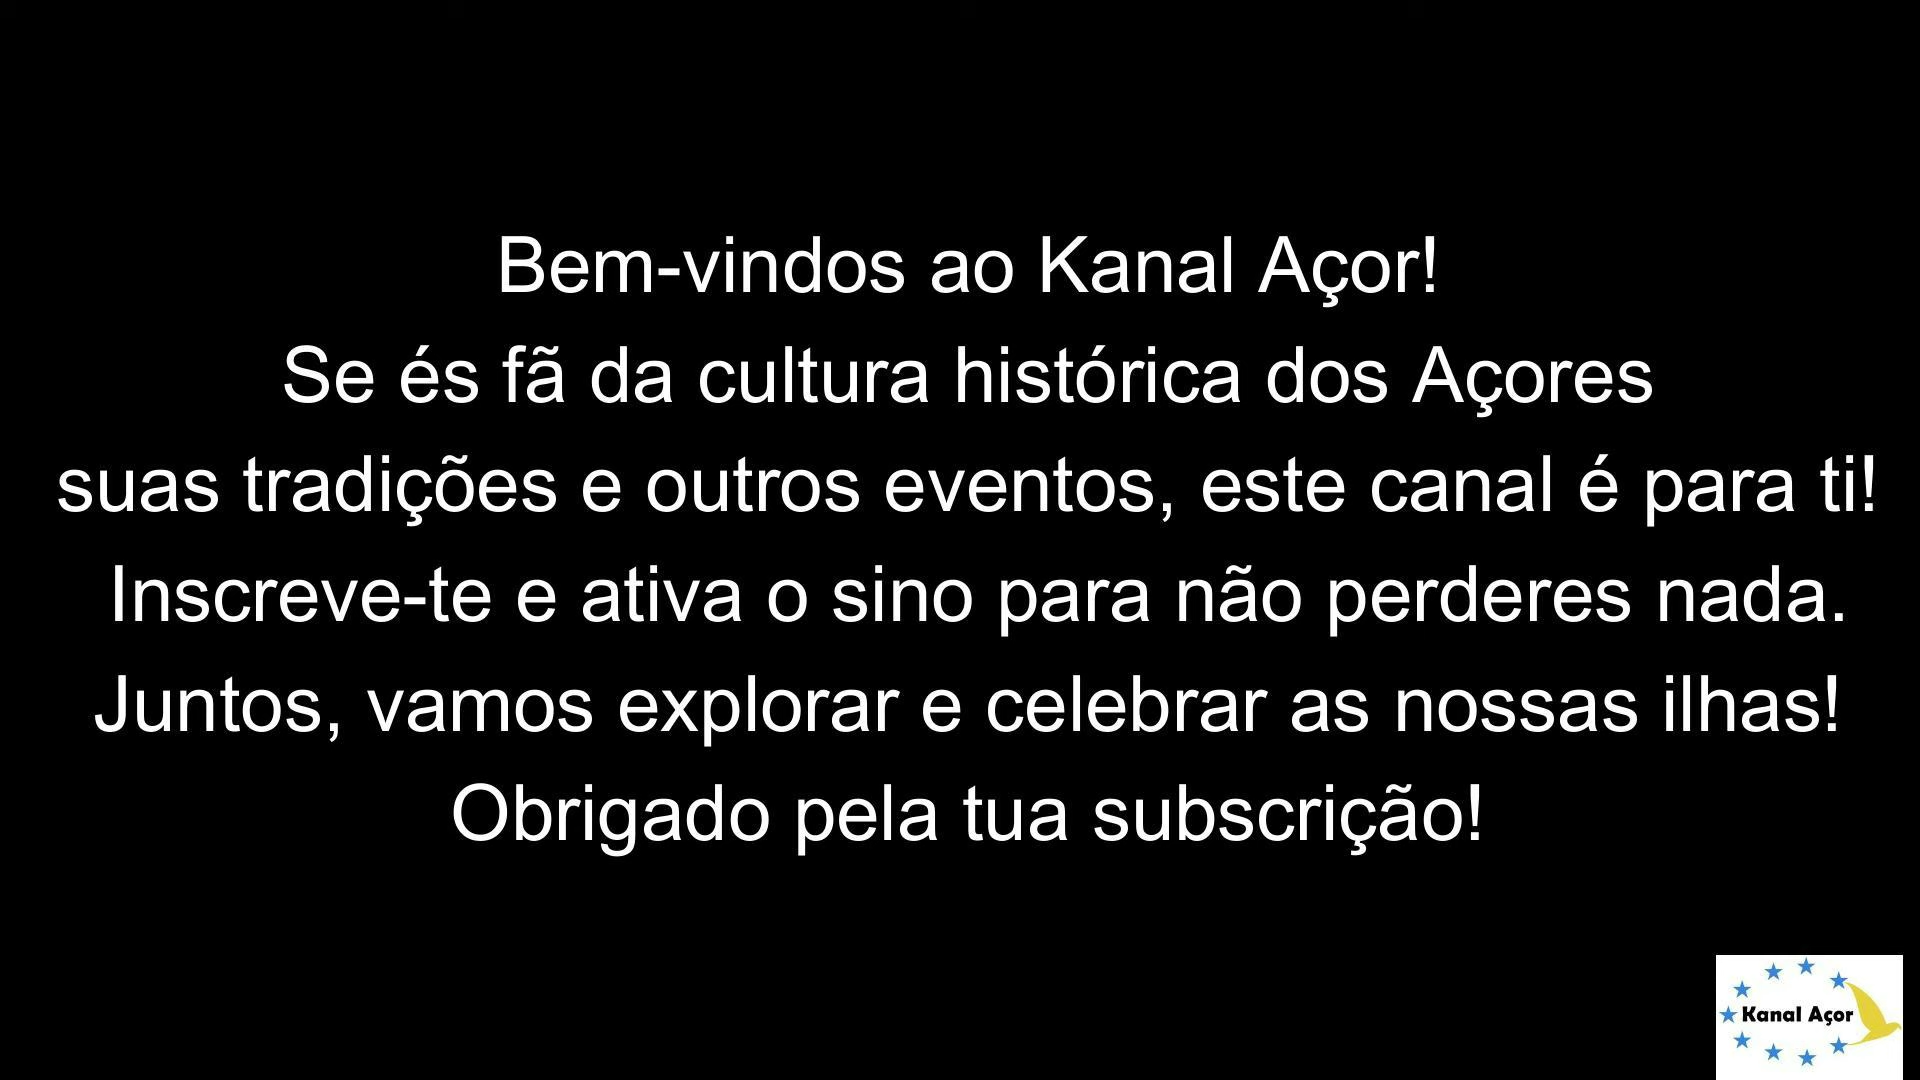 Bem-vindos ao Kanal Açor!
Se és fã da cultura histórica dos Açores
suas tradições e outros eventos, este canal é para ti!
Inscreve-te e ativa o sino para não perderes nada.
Juntos, vamos explorar e celebrar as nossas ilhas!
Obrigado pela tua subscrição!
Kanal Açor